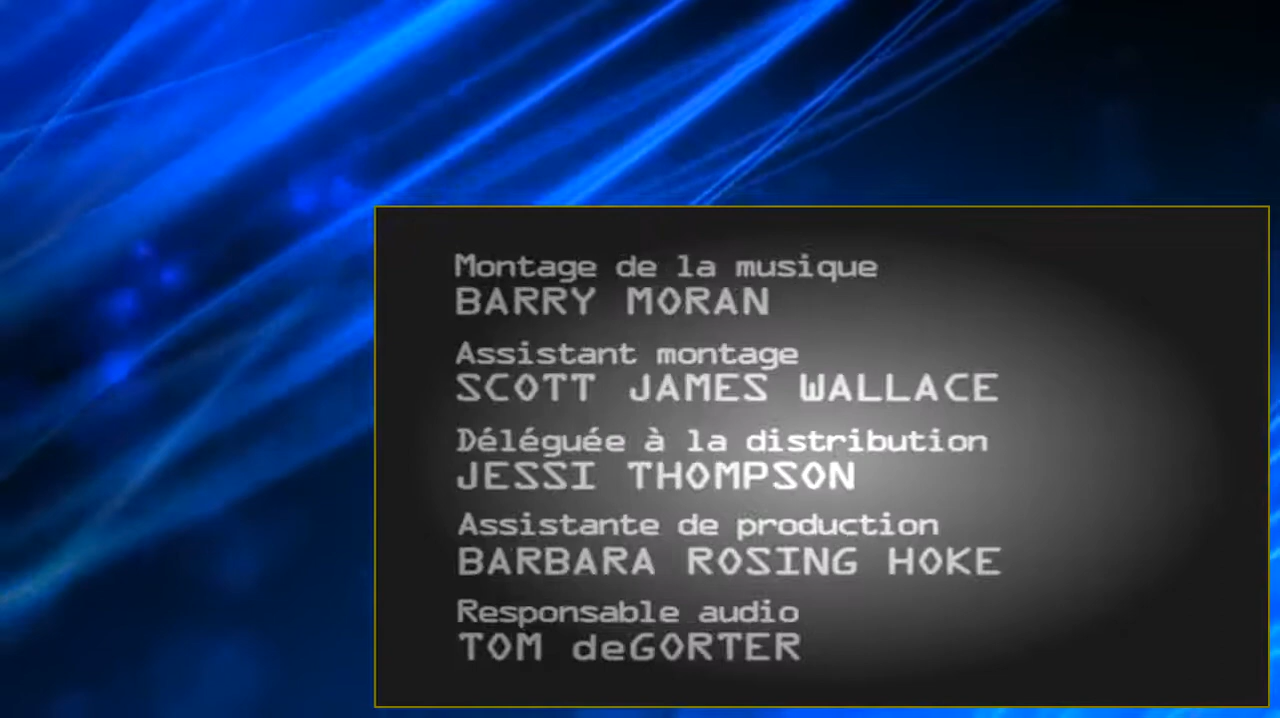 Montage de la musique
BARRY MORAN
Assistant montage
SCOTT JAMES WALLACE
Déléguée à la distribution
JESSI THOMPSON
Assistante de production
BARBARA ROSING HOKE
Responsable audio
TOM deGORTER